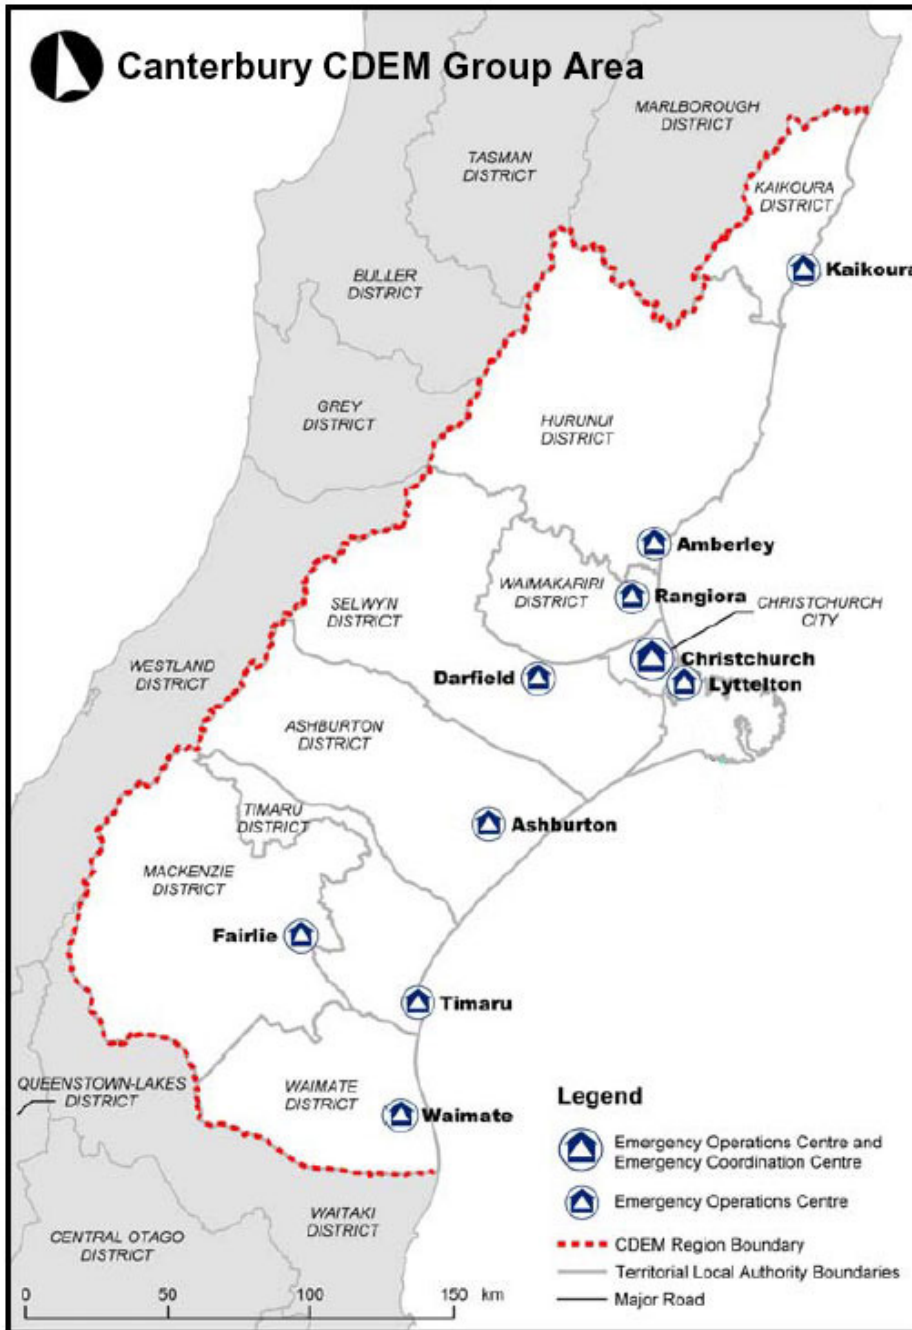 Canterbury CDEM Group Area
MARLBOROUGH
DISTRICT
TASMAN
DISTRICT
KAIKOURA
DISTRICT
BULLER
DISTRICT
Kaikoura
GREY
DISTRICT
HURUNUI
DISTRICT
Amberley
WAIMAKARIRI
DISTRICT
Rangiora
SELWYN
DISTRICT
CHRISTCHURCH
CITY
WESTLAND
DISTRICT
Christchurch
Darfield
Lyttelton
ASHBURTON
DISTRICT
TIMARU
DISTRICT
Ashburton
MACKENZIE
DISTRICT
Fairlie
Timaru
QUEENSTOWN-LAKES
DISTRICT
WAIMATE
DISTRICT
Waimate
WAITAKI
DISTRICT
CENTRAL OTAGO
DISTRICT
Legend
Emergency Operations Centre and
Emergency Coordination Centre
Emergency Operations Centre
CDEM Region Boundary
Territorial Local Authority Boundaries
Major Road
0 50 100 150 km